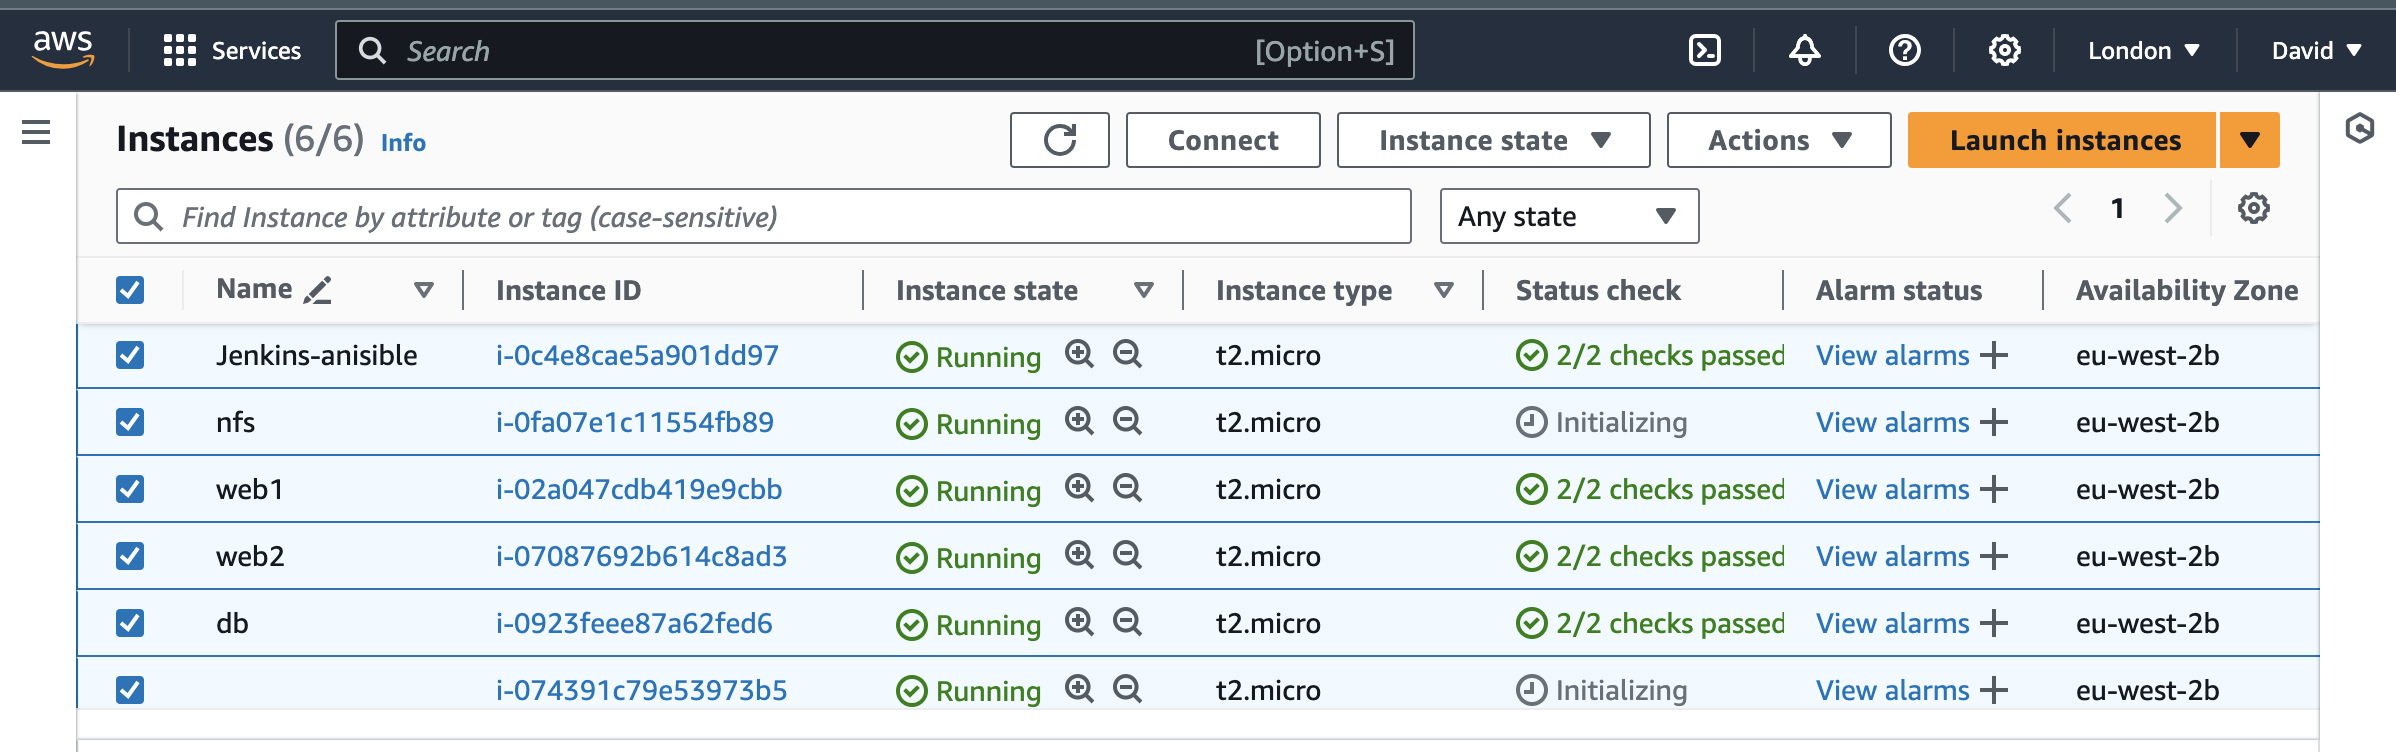 aws Services Search [Option+S] London David
Instances (6/6) Info Connect Instance state Actions Launch instances
Find Instance by attribute or tag (case-sensitive) Any state 1
Name Instance ID Instance state Instance type Status check Alarm status Availability Zone
Jenkins-anisible i-0c4e8cae5a901dd97 Running t2.micro 2/2 checks passed View alarms + eu-west-2b
nfs i-0fa07e1c11554fb89 Running t2.micro Initializing View alarms + eu-west-2b
web1 i-02a047cdb419e9cbb Running t2.micro 2/2 checks passed View alarms + eu-west-2b
web2 i-07087692b614c8ad3 Running t2.micro 2/2 checks passed View alarms + eu-west-2b
db i-0923feee87a62fed6 Running t2.micro 2/2 checks passed View alarms + eu-west-2b
i-074391c79e53973b5 Running t2.micro Initializing View alarms + eu-west-2b